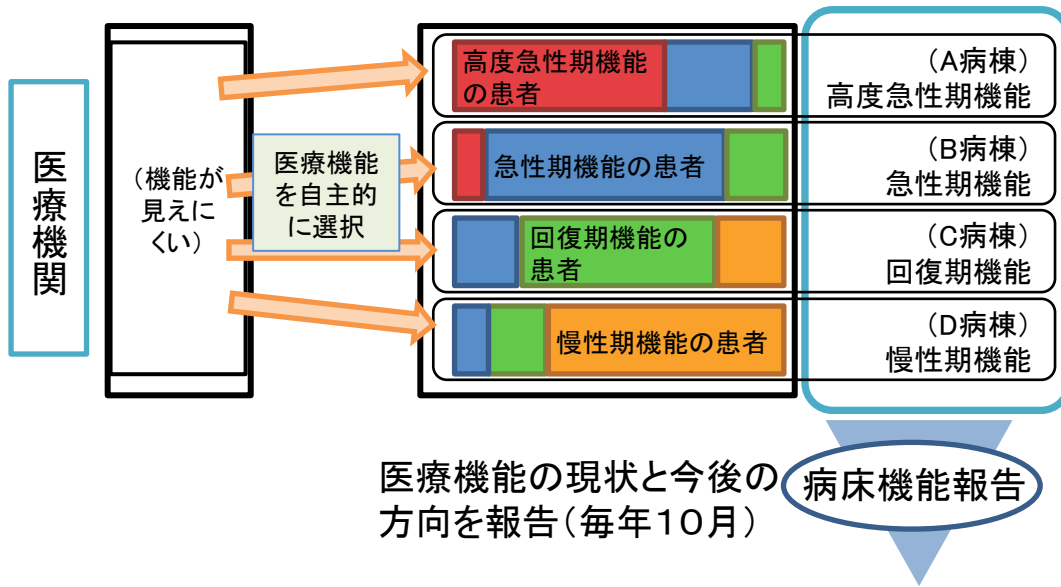 医療機関
(機能が
見えに
くい)
医療機能
を自主的
に選択
高度急性期機能
の患者
(A病棟)
高度急性期機能
急性期機能の患者
(B病棟)
急性期機能
回復期機能の
患者
(C病棟)
回復期機能
慢性期機能の患者
(D病棟)
慢性期機能
医療機能の現状と今後の
方向を報告(毎年10月)
病床機能報告